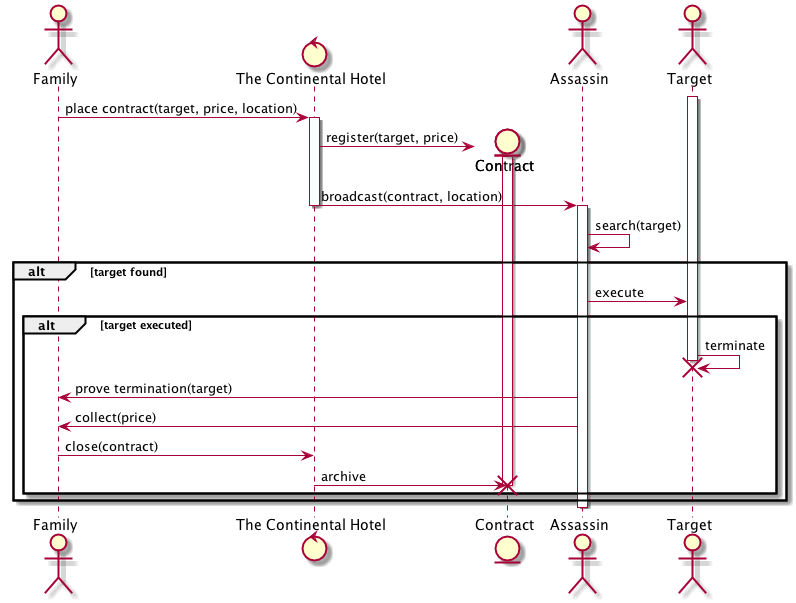 Family
The Continental Hotel
Assassin
Target
place contract(target, price, location)
register(target, price)
Contract
broadcast(contract, location)
search(target)
alt [target found]
execute
alt [target executed]
terminate
prove termination(target)
collect(price)
close(contract)
archive
Family
The Continental Hotel
Contract
Assassin
Target